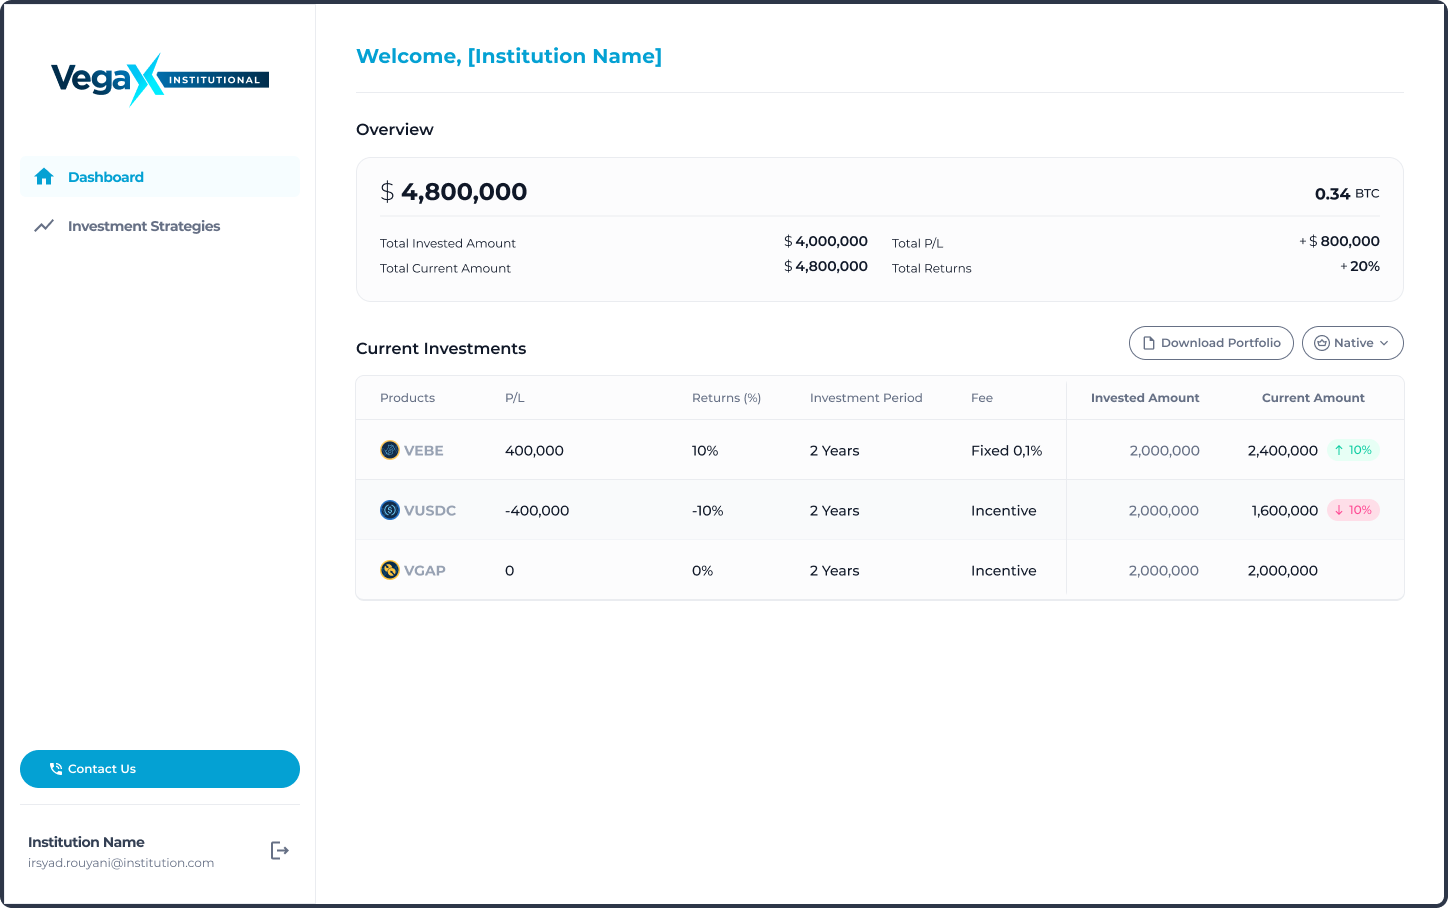 VegaX INSTITUTIONAL
Dashboard
Investment Strategies
Contact Us
Institution Name
irsyad.rouyani@institution.com
Welcome, [Institution Name]
Overview
$ 4,800,000 0.34 BTC
Total Invested Amount $ 4,000,000 Total P/L + $ 800,000
Total Current Amount $ 4,800,000 Total Returns + 20%
Current Investments Download Portfolio Native
Products P/L Returns (%) Investment Period Fee Invested Amount Current Amount
VEBE 400,000 10% 2 Years Fixed 0,1% 2,000,000 2,400,000 ↑ 10%
VUSDC -400,000 -10% 2 Years Incentive 2,000,000 1,600,000 ↓ 10%
VGAP 0 0% 2 Years Incentive 2,000,000 2,000,000